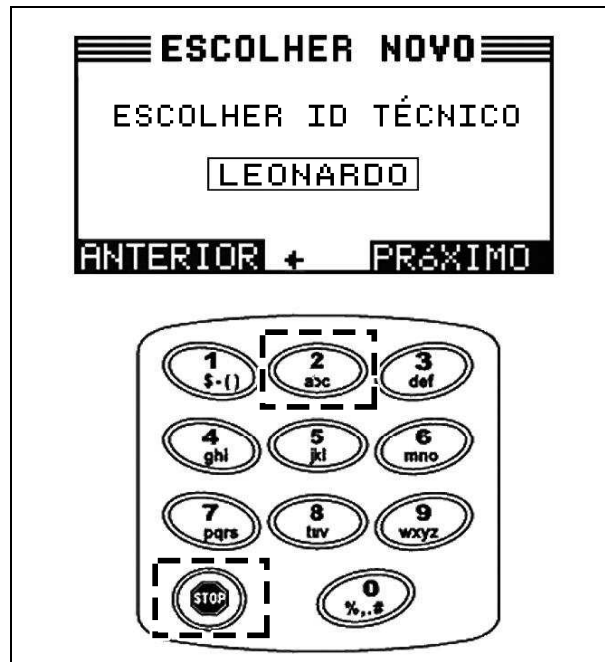 ESCOLHER NOVO
ESCOLHER ID TÉCNICO
LEONARDO
ANTERIOR + PRóXIMO
1 2 3
$-() abc def
4 5 6
ghi jkl mno
7 8 9
pqrs tuv wxyz
STOP 0
%,.#